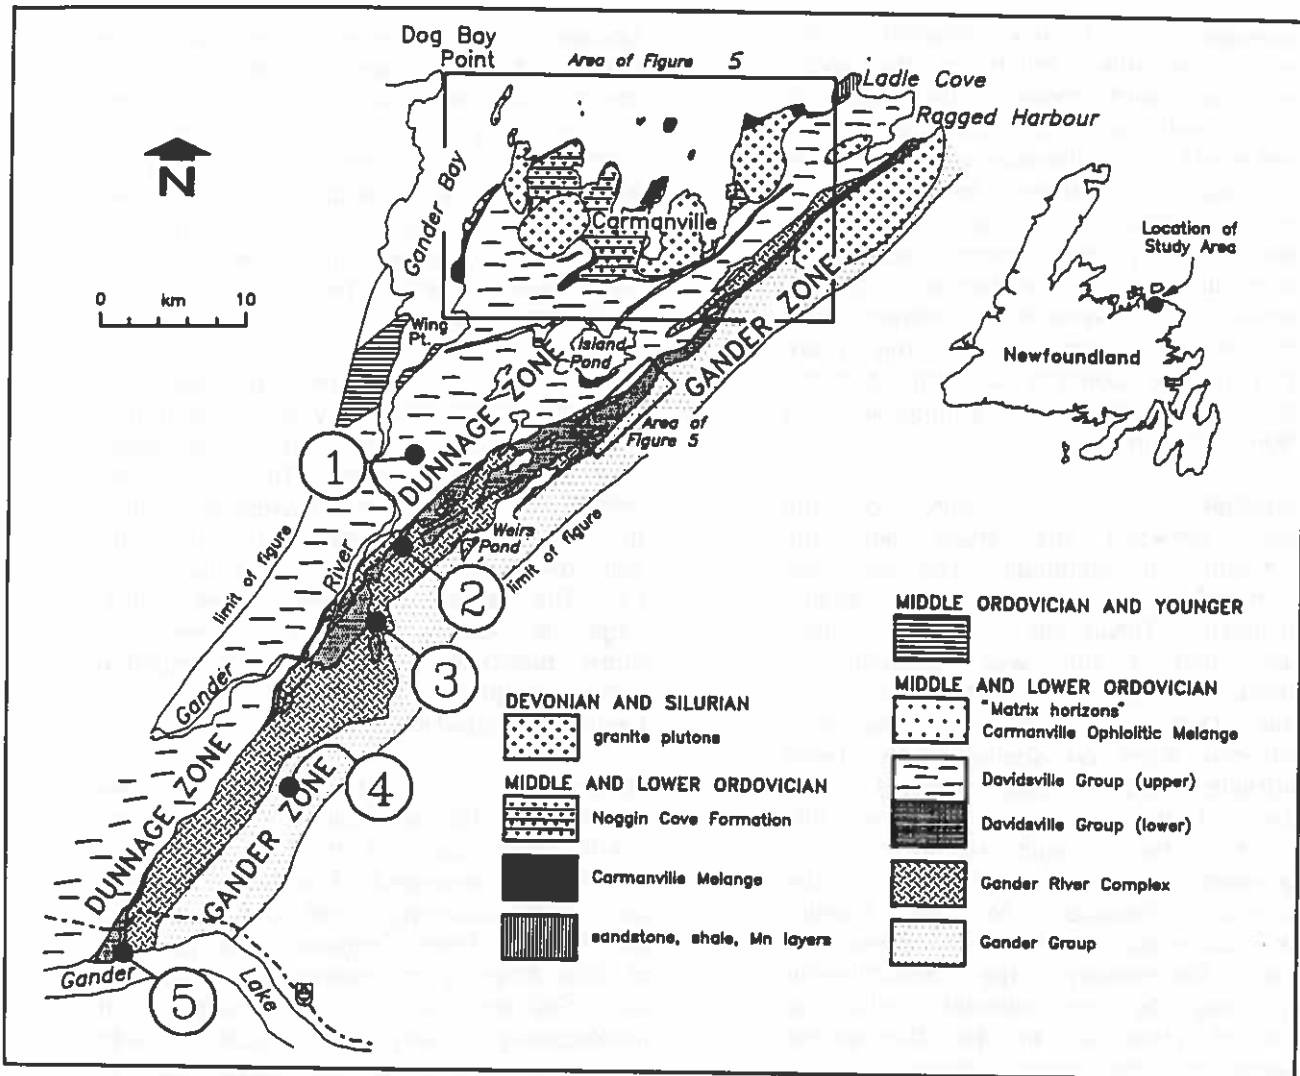 Dog Bay
Point
Area of Figure 5
Ladle Cove
Ragged Harbour
N
Gander Bay
Carmanville
Location of
Study Area
0 km 10
Wing
Pt.
Island
Pond
Newfoundland
DUNNAGE ZONE
GANDER ZONE
Area of
Figure 5
1
Weirs
Pond
limit of figure
limit of figure
River
Gander
2
3
4
5
DUNNAGE ZONE
GANDER ZONE
Gander
Lake
DEVONIAN AND SILURIAN
granite plutons
MIDDLE AND LOWER ORDOVICIAN
Noggin Cove Formation
Carmanville Melange
sandstone, shale, Mn layers
MIDDLE ORDOVICIAN AND YOUNGER
MIDDLE AND LOWER ORDOVICIAN
"Matrix horizons"
Carmanville Ophiolitic Melange
Davidsville Group (upper)
Davidsville Group (lower)
Gander River Complex
Gander Group